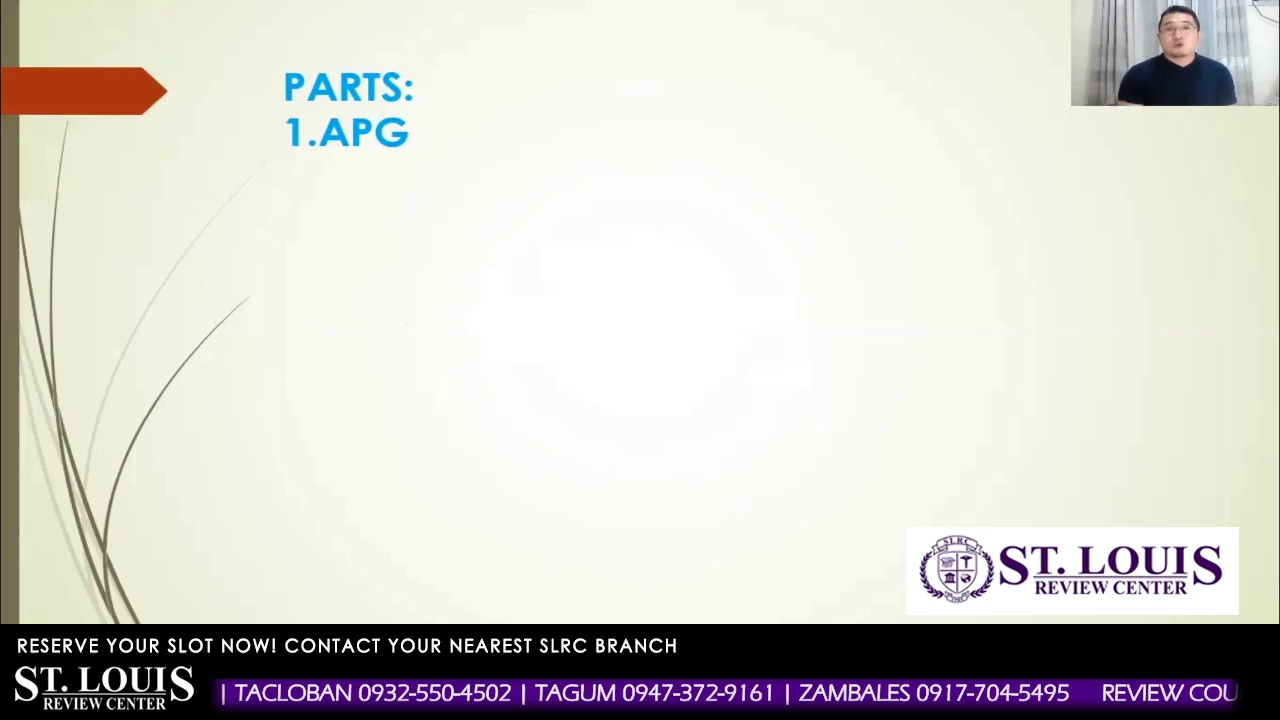 PARTS:
1.APG
SLRC
ST. LOUIS
REVIEW CENTER
RESERVE YOUR SLOT NOW! CONTACT YOUR NEAREST SLRC BRANCH
ST. LOUIS
REVIEW CENTER
| TACLOBAN 0932-550-4502 | TAGUM 0947-372-9161 | ZAMBALES 0917-704-5495 REVIEW COU